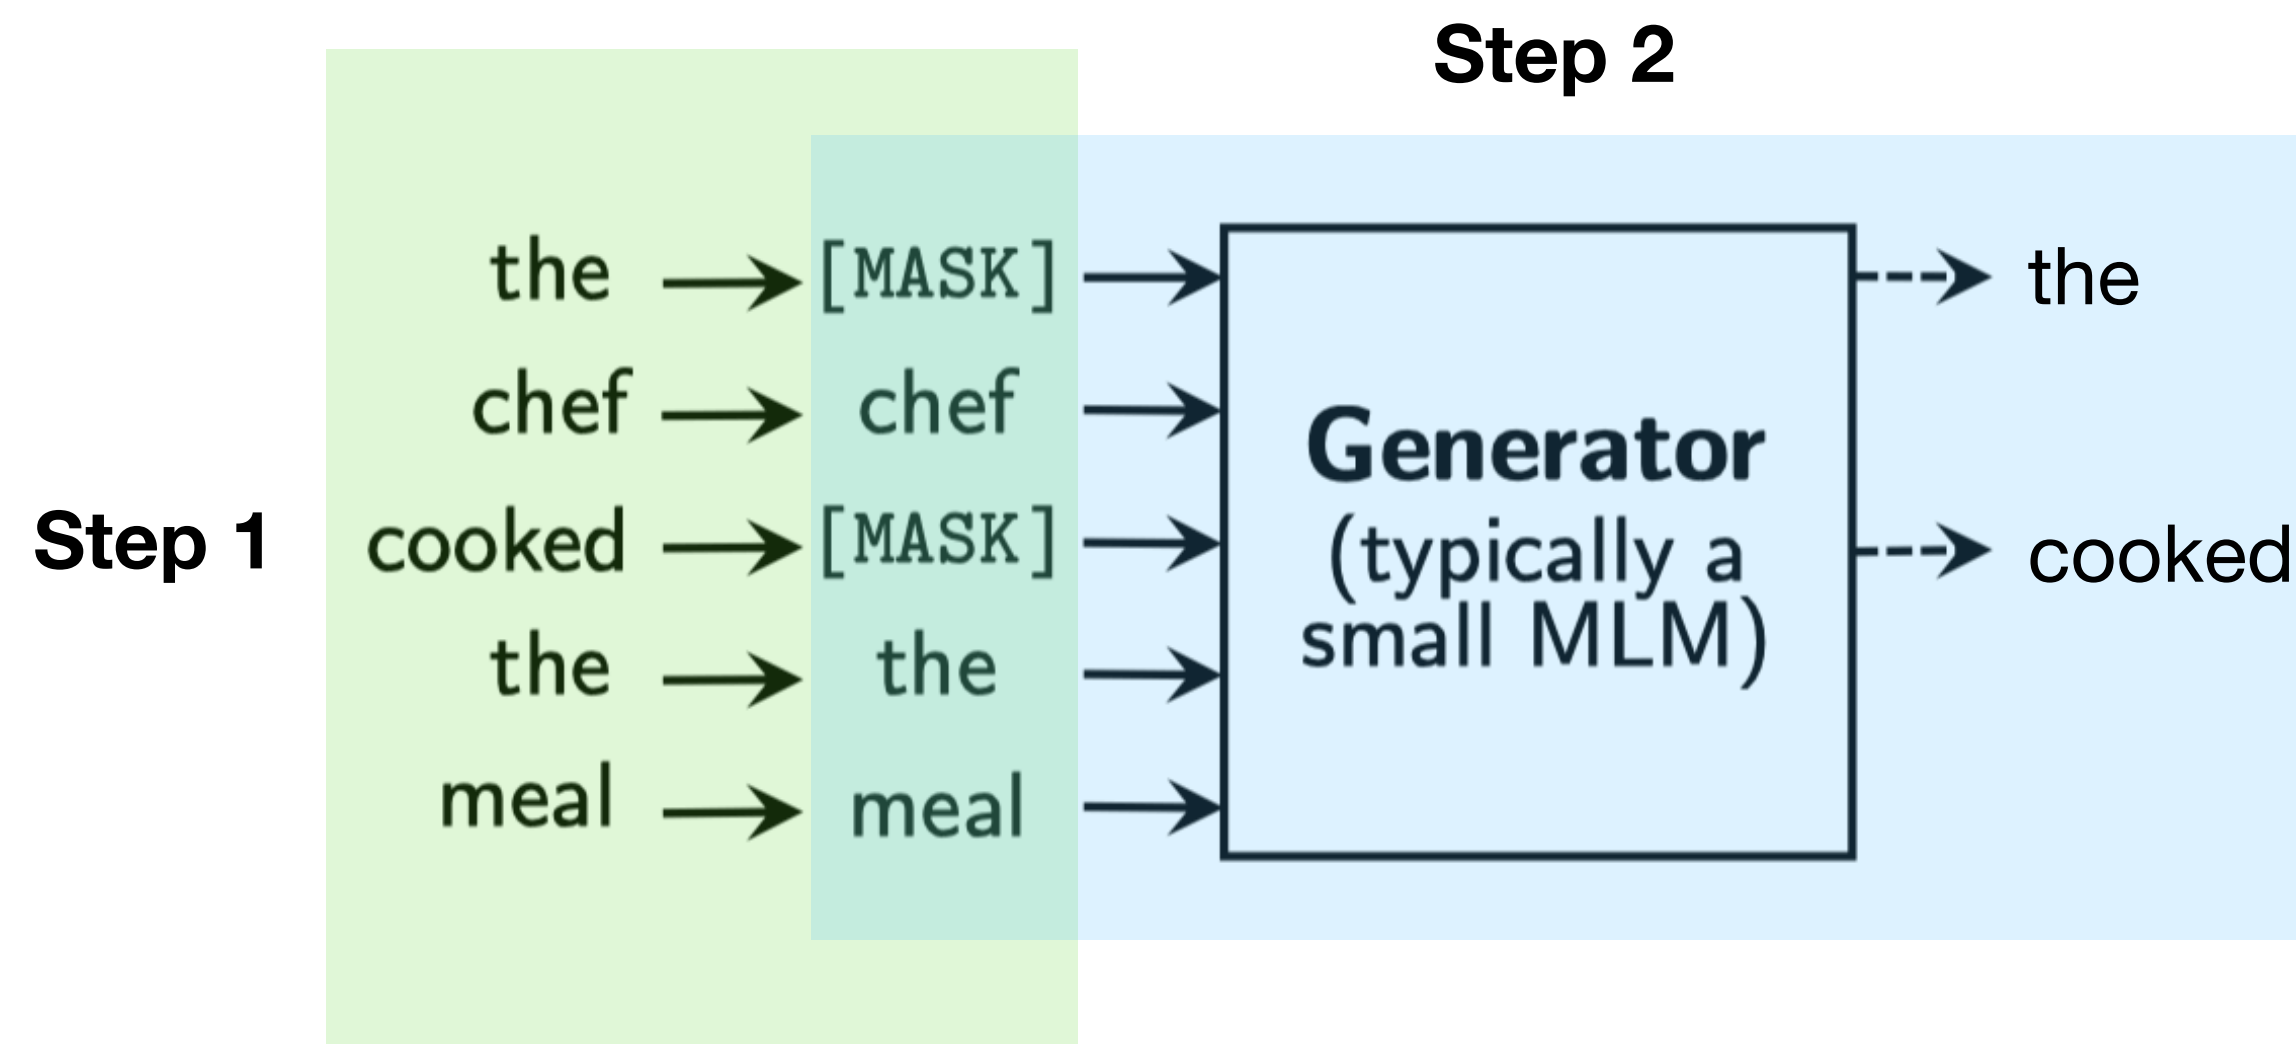 Step 2
Step 1
the [MASK] the
chef chef
cooked [MASK] cooked
the the
meal meal
Generator
(typically a
small MLM)